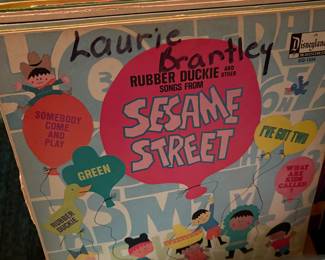 Laurie
Brantley
Disneyland
RUBBER DUCKIE AND OTHER
SONGS FROM
SESAME
STREET
SOMEBODY
COME AND
PLAY
I'VE GOT TWO
GREEN
WHAT
ARE KIDS
CALLED?
RUBBER
DUCKIE